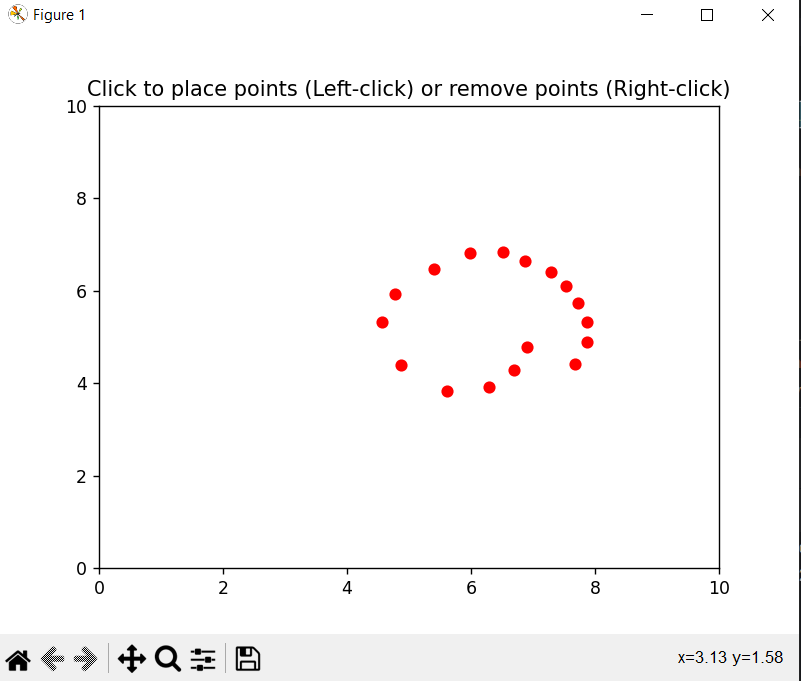 Figure 1
Click to place points (Left-click) or remove points (Right-click)
10
8
6
4
2
0
0 2 4 6 8 10
x=3.13 y=1.58